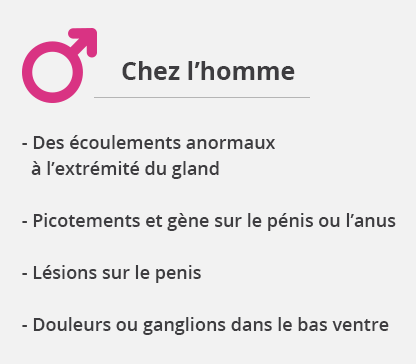 Chez l’homme
- Des écoulements anormaux
à l’extrémité du gland
- Picotements et gène sur le pénis ou l’anus
- Lésions sur le penis
- Douleurs ou ganglions dans le bas ventre